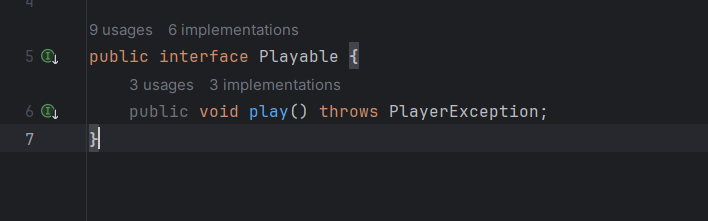 4
9 usages   6 implementations
5 public interface Playable {
3 usages   3 implementations
6 public void play() throws PlayerException;
7 }